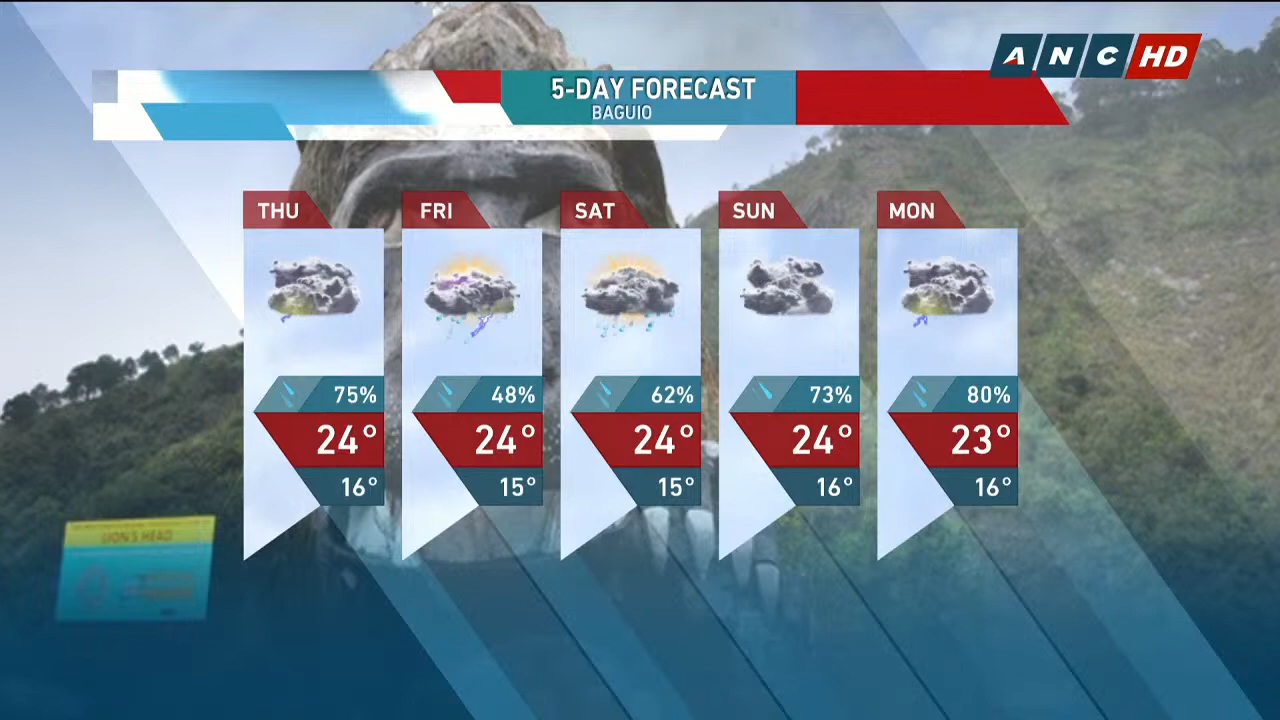 ANC HD
5-DAY FORECAST
BAGUIO
THU
FRI
SAT
SUN
MON
75%
48%
62%
73%
80%
24°
24°
24°
24°
23°
16°
15°
15°
16°
16°
LION'S HEAD